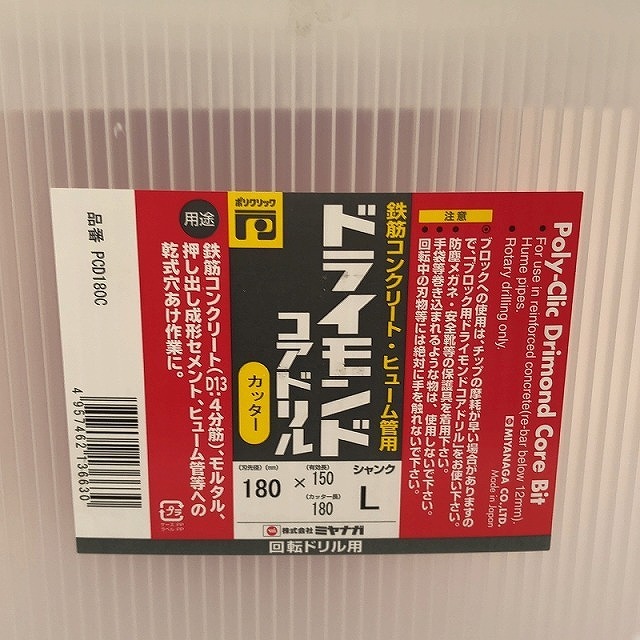 Poly-Clic Drimond Core Bit
• For use in reinforced concrete(re-bar below 12mm).
Hume pipes.
• Rotary drilling only.
MIYANAGA CO.,LTD.
Made in Japan
注意
◎ブロックへの使用は、チップの摩耗が早い場合がありますの
で、「ブロック用ドライモンドコアドリル」をお使い下さい。
●防塵メガネ・安全靴等の保護具を着用下さい。
●手袋等巻き込まれるような物は、使用しないで下さい。
●回転中の刃物等には絶対に手を触れないで下さい。
鉄筋コンクリート・ヒューム管用
ドライモンド
コアドリル
カッター
ポリクリック
(刃先径)(mm)
180
×
(有効長)
150
(カッター長)
180
シャンク
L
株式会社 ミヤナガ
回転ドリル用
用途
鉄筋コンクリート(D13:4分筋)、モルタル、
押し出し成形セメント、ヒューム管等への
乾式穴あけ作業に。
プラ
ケース:PP
ラベル:PP
品番 PCD180C
4957462136630